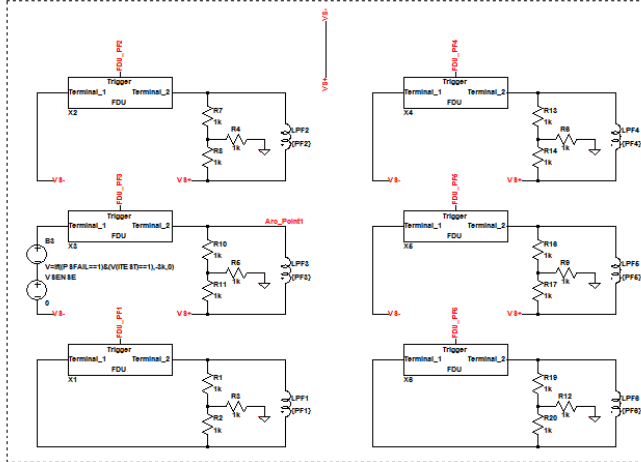 VS-
VS+
FDU_PF2
Trigger
Terminal_1 Terminal_2
FDU
X2
R7
1k
R4
1k
R8
1k
LPF2
{PF2}
VS-
VS+
FDU_PF4
Trigger
Terminal_1 Terminal_2
FDU
X4
R13
1k
R6
1k
R14
1k
LPF4
{PF4}
VS-
VS+
FDU_PF3
Trigger
Terminal_1 Terminal_2
FDU
X3
Arc_Point1
B3
V=if((PSFAIL==1)&(V(ITEST)==1),-3k,0)
VSENSE
0
R10
1k
R5
1k
R11
1k
LPF3
{PF3}
VS-
VS+
FDU_PF5
Trigger
Terminal_1 Terminal_2
FDU
X5
R16
1k
R9
1k
R17
1k
LPF5
{PF5}
VS-
VS+
FDU_PF1
Trigger
Terminal_1 Terminal_2
FDU
X1
R1
1k
R3
1k
R2
1k
LPF1
{PF1}
FDU_PF6
Trigger
Terminal_1 Terminal_2
FDU
X6
R19
1k
R12
1k
R20
1k
LPF6
{PF6}